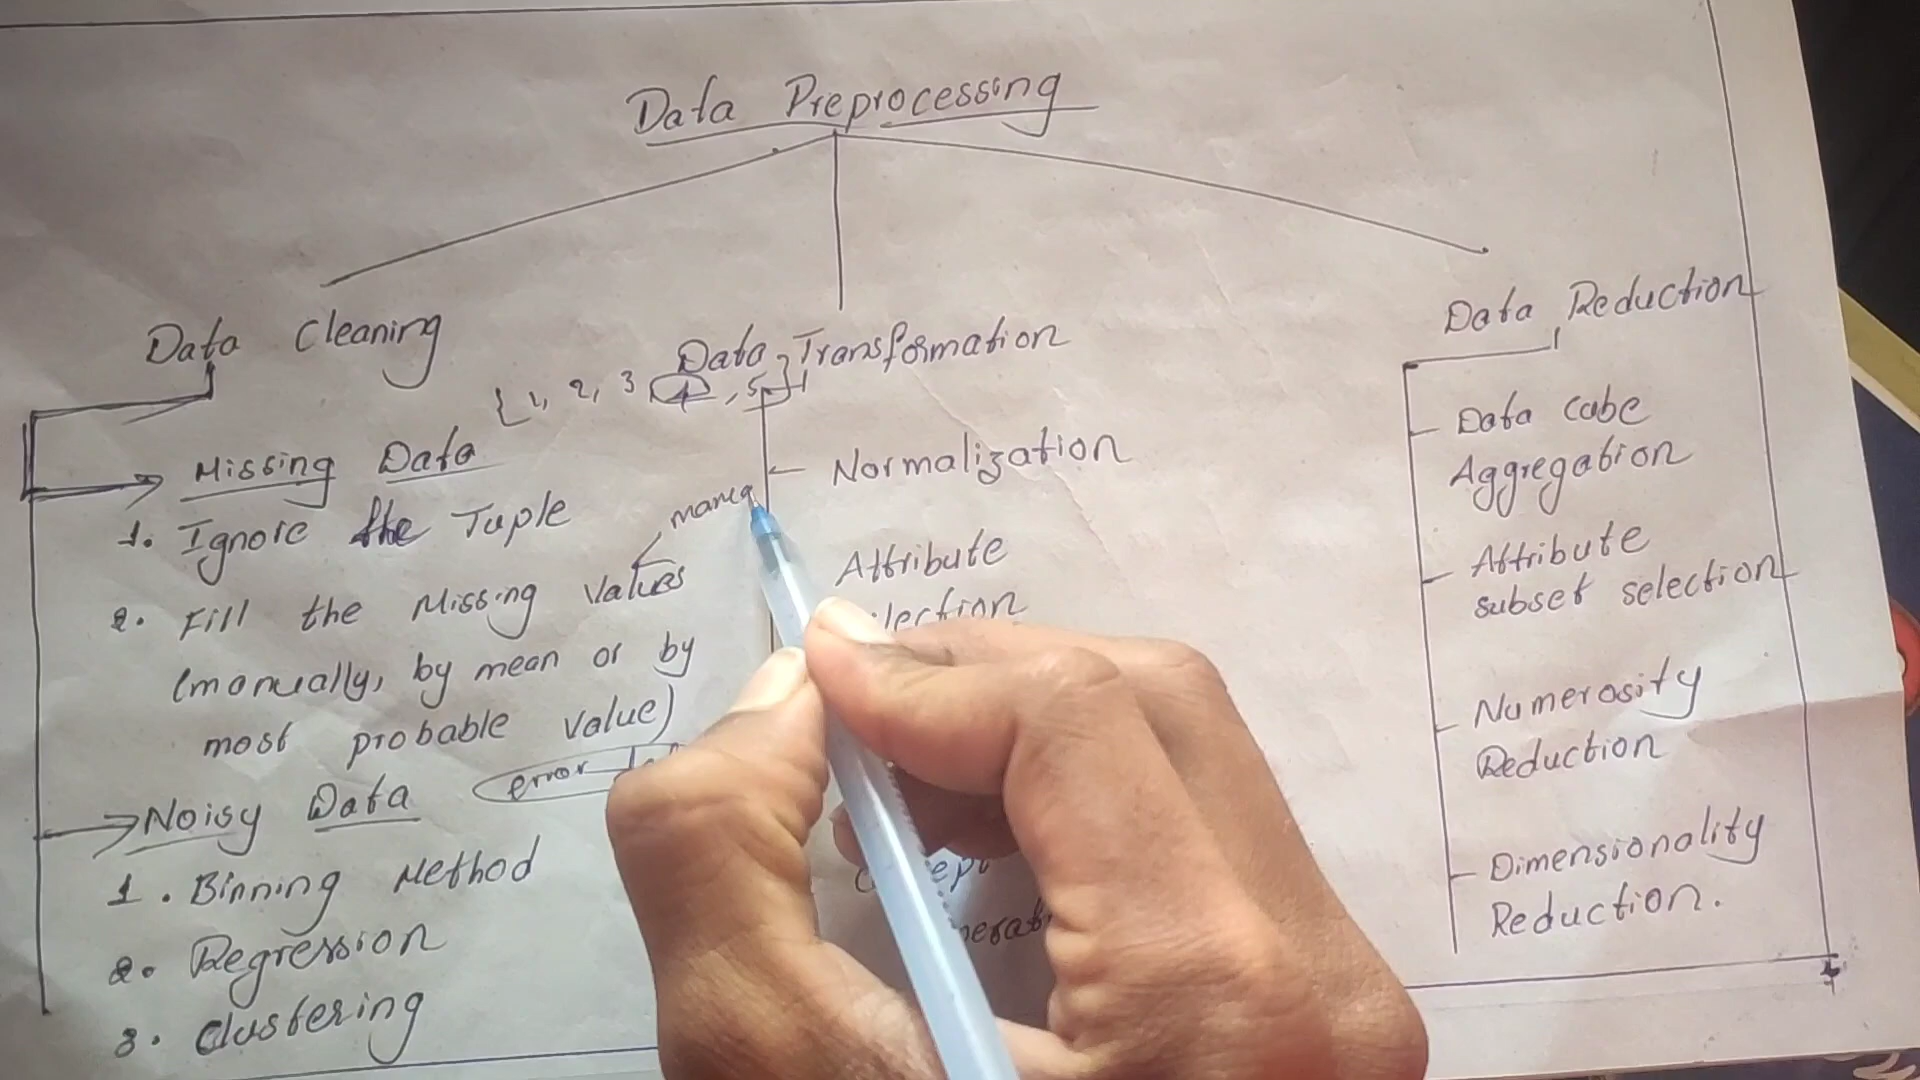 Data Preprocessing
Data Cleaning
Missing Data
1. Ignore the Tuple
2. Fill the Missing Values
(manually, by mean or by
most probable value)
Noisy Data error
1. Binning Method
2. Regression
3. Clustering
Data Transformation
{1, 2, 3 4, 5}
Normalization
manua
Attribute
Data Reduction
Data cube
Aggregation
Attribute
subset selection
Numerosity
Reduction
Dimensionality
Reduction.